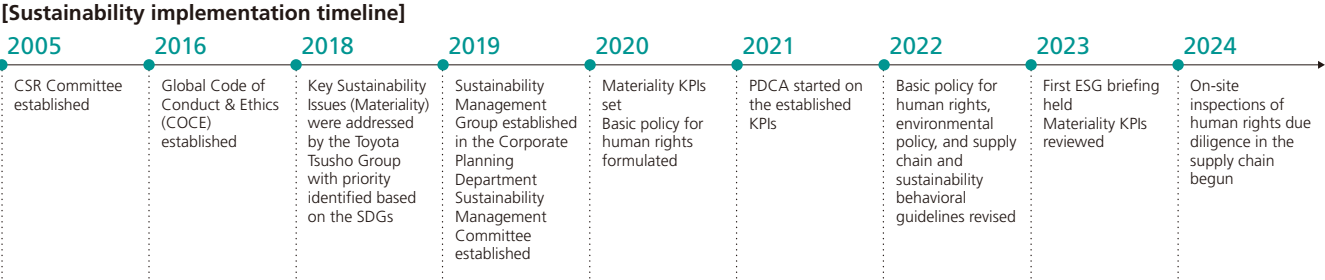 [Sustainability implementation timeline]
2005
CSR Committee
established
2016
Global Code of
Conduct & Ethics
(COCE)
established
2018
Key Sustainability
Issues (Materiality)
were addressed
by the Toyota
Tsusho Group
with priority
identified based
on the SDGs
2019
Sustainability
Management
Group established
in the Corporate
Planning
Department
Sustainability
Management
Committee
established
2020
Materiality KPIs
set
Basic policy for
human rights
formulated
2021
PDCA started on
the established
KPIs
2022
Basic policy for
human rights,
environmental
policy, and supply
chain and
sustainability
behavioral
guidelines revised
2023
First ESG briefing
held
Materiality KPIs
reviewed
2024
On-site
inspections of
human rights due
diligence in the
supply chain
begun